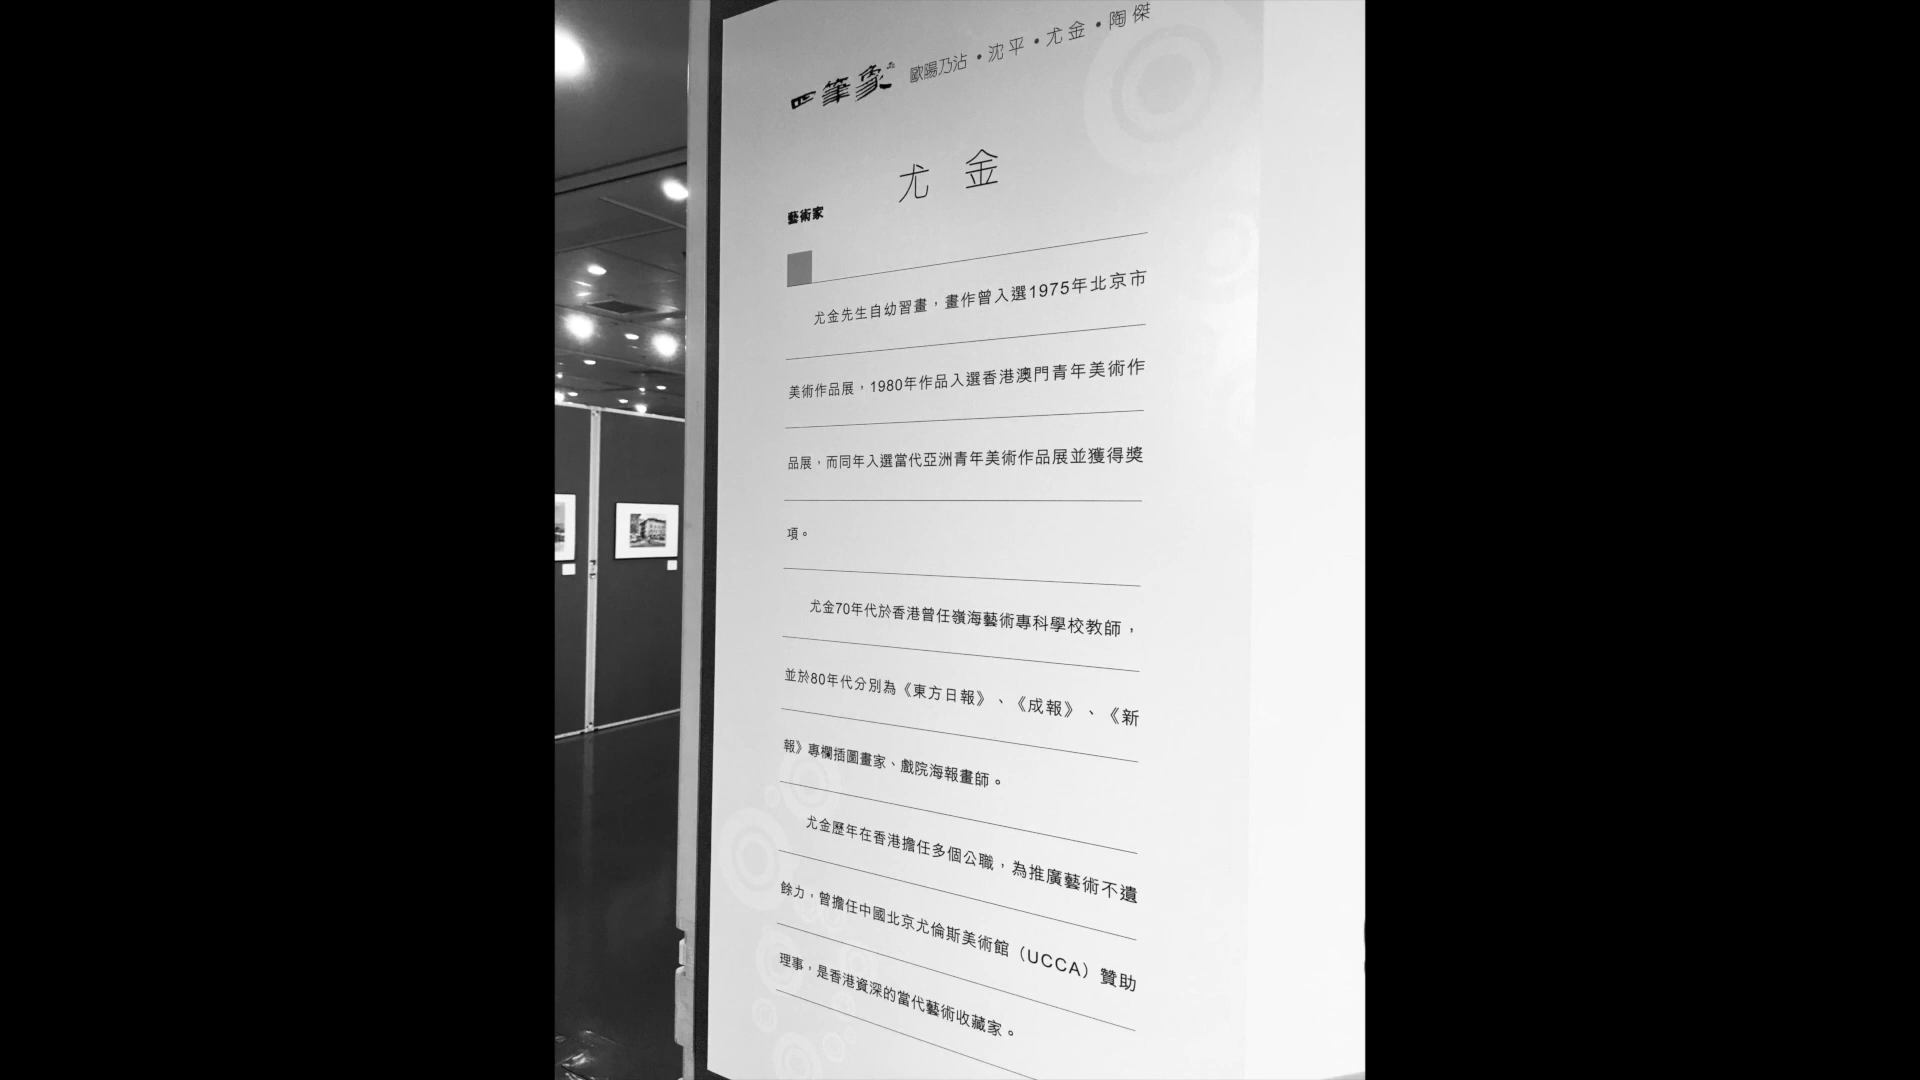 四筆象 歐陽乃沾•沈平•尤金•陶傑
尤 金
藝術家
尤金先生自幼習畫，畫作曾入選1975年北京市
美術作品展，1980年作品入選香港澳門青年美術作
品展，而同年入選當代亞洲青年美術作品展並獲得獎
項。
尤金70年代於香港曾任嶺海藝術專科學校教師，
並於80年代分別為《東方日報》、《成報》、《新
報》專欄插圖畫家、戲院海報畫師。
尤金歷年在香港擔任多個公職，為推廣藝術不遺
餘力，曾擔任中國北京尤倫斯美術館（UCCA）贊助
理事，是香港資深的當代藝術收藏家。